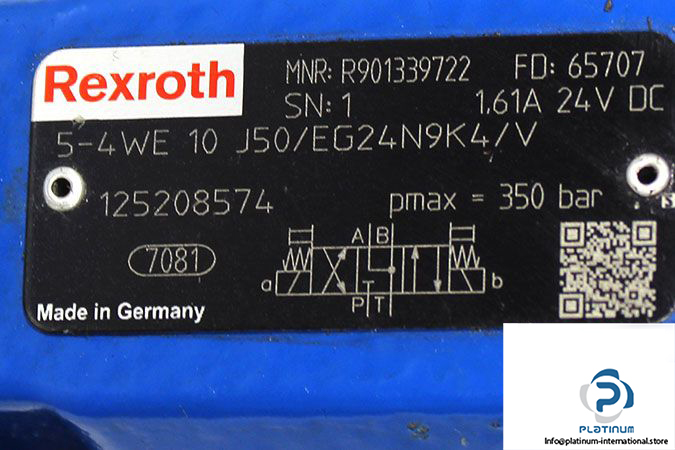 Rexroth
MNR: R901339722 FD: 65707
SN: 1 1.61A 24V DC
5-4WE 10 J50/EG24N9K4/V
125208574 pmax = 350 bar
7081
A B
a b
P T
Made in Germany
PLATINUM
Info@platinum-international.store